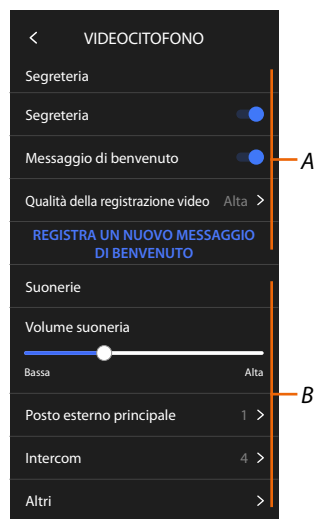 VIDEOCITOFONO
Segreteria
Segreteria
Messaggio di benvenuto
Qualità della registrazione video Alta
REGISTRA UN NUOVO MESSAGGIO
DI BENVENUTO
A
Suonerie
Volume suoneria
Bassa Alta
B
Posto esterno principale 1
Intercom 4
Altri